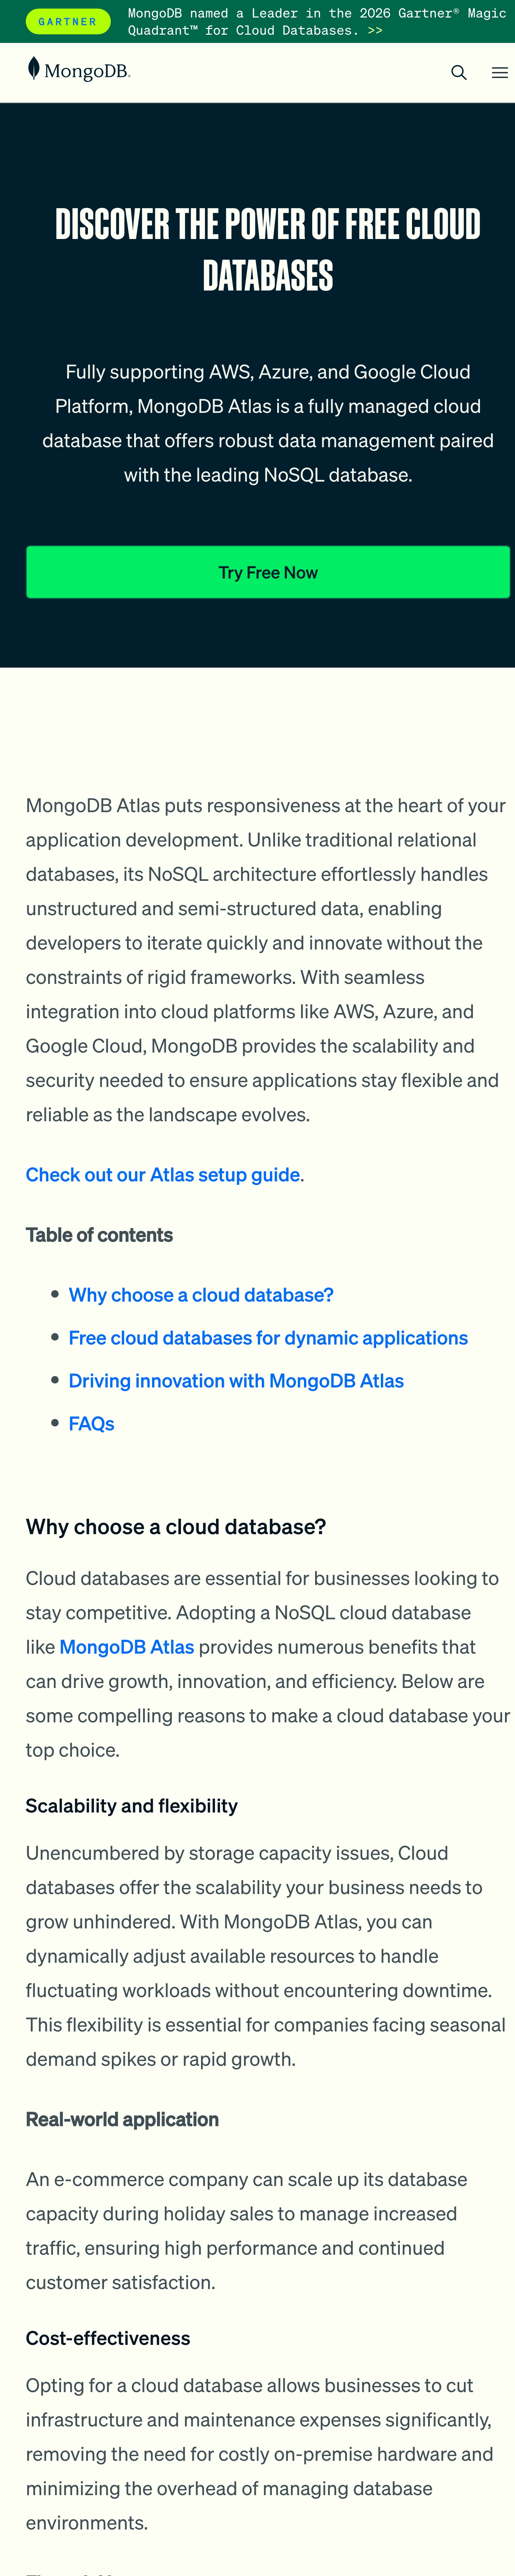 GARTNER
MongoDB named a Leader in the 2026 Gartner® Magic
Quadrant™ for Cloud Databases. >>
MongoDB.
DISCOVER THE POWER OF FREE CLOUD
DATABASES
Fully supporting AWS, Azure, and Google Cloud
Platform, MongoDB Atlas is a fully managed cloud
database that offers robust data management paired
with the leading NoSQL database.
Try Free Now
MongoDB Atlas puts responsiveness at the heart of your
application development. Unlike traditional relational
databases, its NoSQL architecture effortlessly handles
unstructured and semi-structured data, enabling
developers to iterate quickly and innovate without the
constraints of rigid frameworks. With seamless
integration into cloud platforms like AWS, Azure, and
Google Cloud, MongoDB provides the scalability and
security needed to ensure applications stay flexible and
reliable as the landscape evolves.
Check out our Atlas setup guide.
Table of contents
• Why choose a cloud database?
• Free cloud databases for dynamic applications
• Driving innovation with MongoDB Atlas
• FAQs
Why choose a cloud database?
Cloud databases are essential for businesses looking to
stay competitive. Adopting a NoSQL cloud database
like MongoDB Atlas provides numerous benefits that
can drive growth, innovation, and efficiency. Below are
some compelling reasons to make a cloud database your
top choice.
Scalability and flexibility
Unencumbered by storage capacity issues, Cloud
databases offer the scalability your business needs to
grow unhindered. With MongoDB Atlas, you can
dynamically adjust available resources to handle
fluctuating workloads without encountering downtime.
This flexibility is essential for companies facing seasonal
demand spikes or rapid growth.
Real-world application
An e-commerce company can scale up its database
capacity during holiday sales to manage increased
traffic, ensuring high performance and continued
customer satisfaction.
Cost-effectiveness
Opting for a cloud database allows businesses to cut
infrastructure and maintenance expenses significantly,
removing the need for costly on-premise hardware and
minimizing the overhead of managing database
environments.